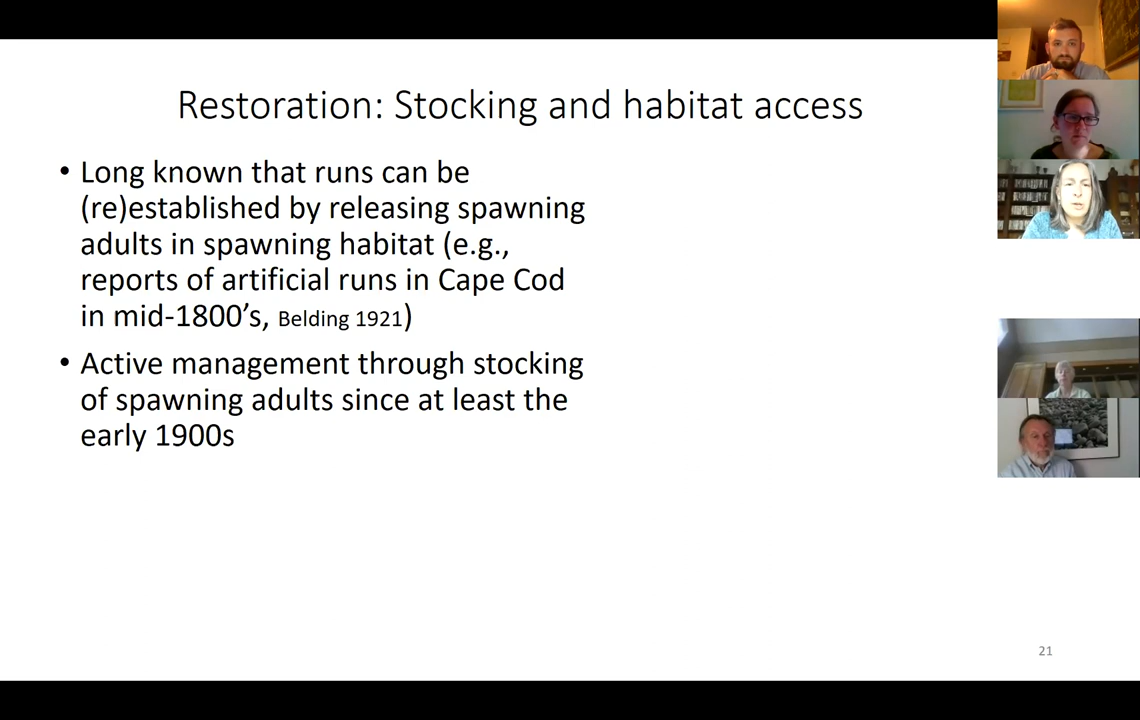 Restoration: Stocking and habitat access
• Long known that runs can be
(re)established by releasing spawning
adults in spawning habitat (e.g.,
reports of artificial runs in Cape Cod
in mid-1800’s, Belding 1921)
• Active management through stocking
of spawning adults since at least the
early 1900s
21